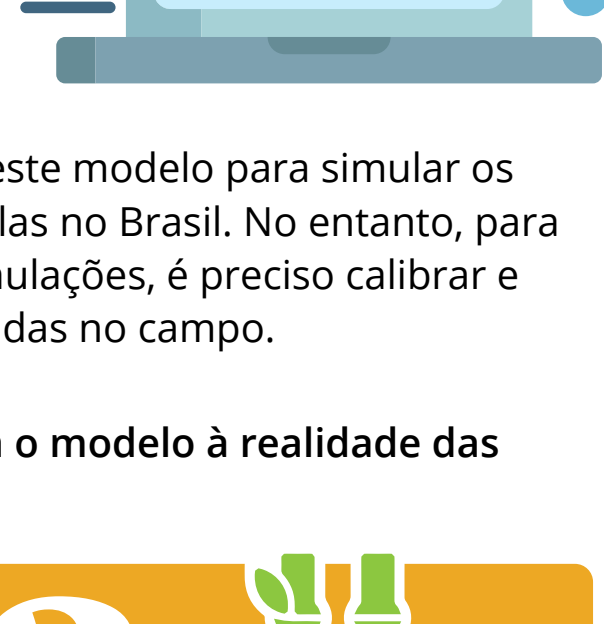 este modelo para simular os
las no Brasil. No entanto, para
ulações, é preciso calibrar e
das no campo.
o modelo à realidade das